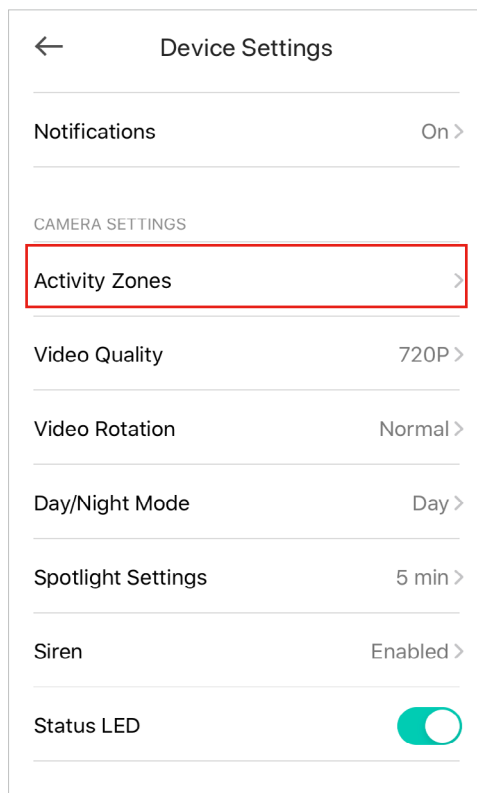 Device Settings
Notifications On
CAMERA SETTINGS
Activity Zones
Video Quality 720P
Video Rotation Normal
Day/Night Mode Day
Spotlight Settings 5 min
Siren Enabled
Status LED